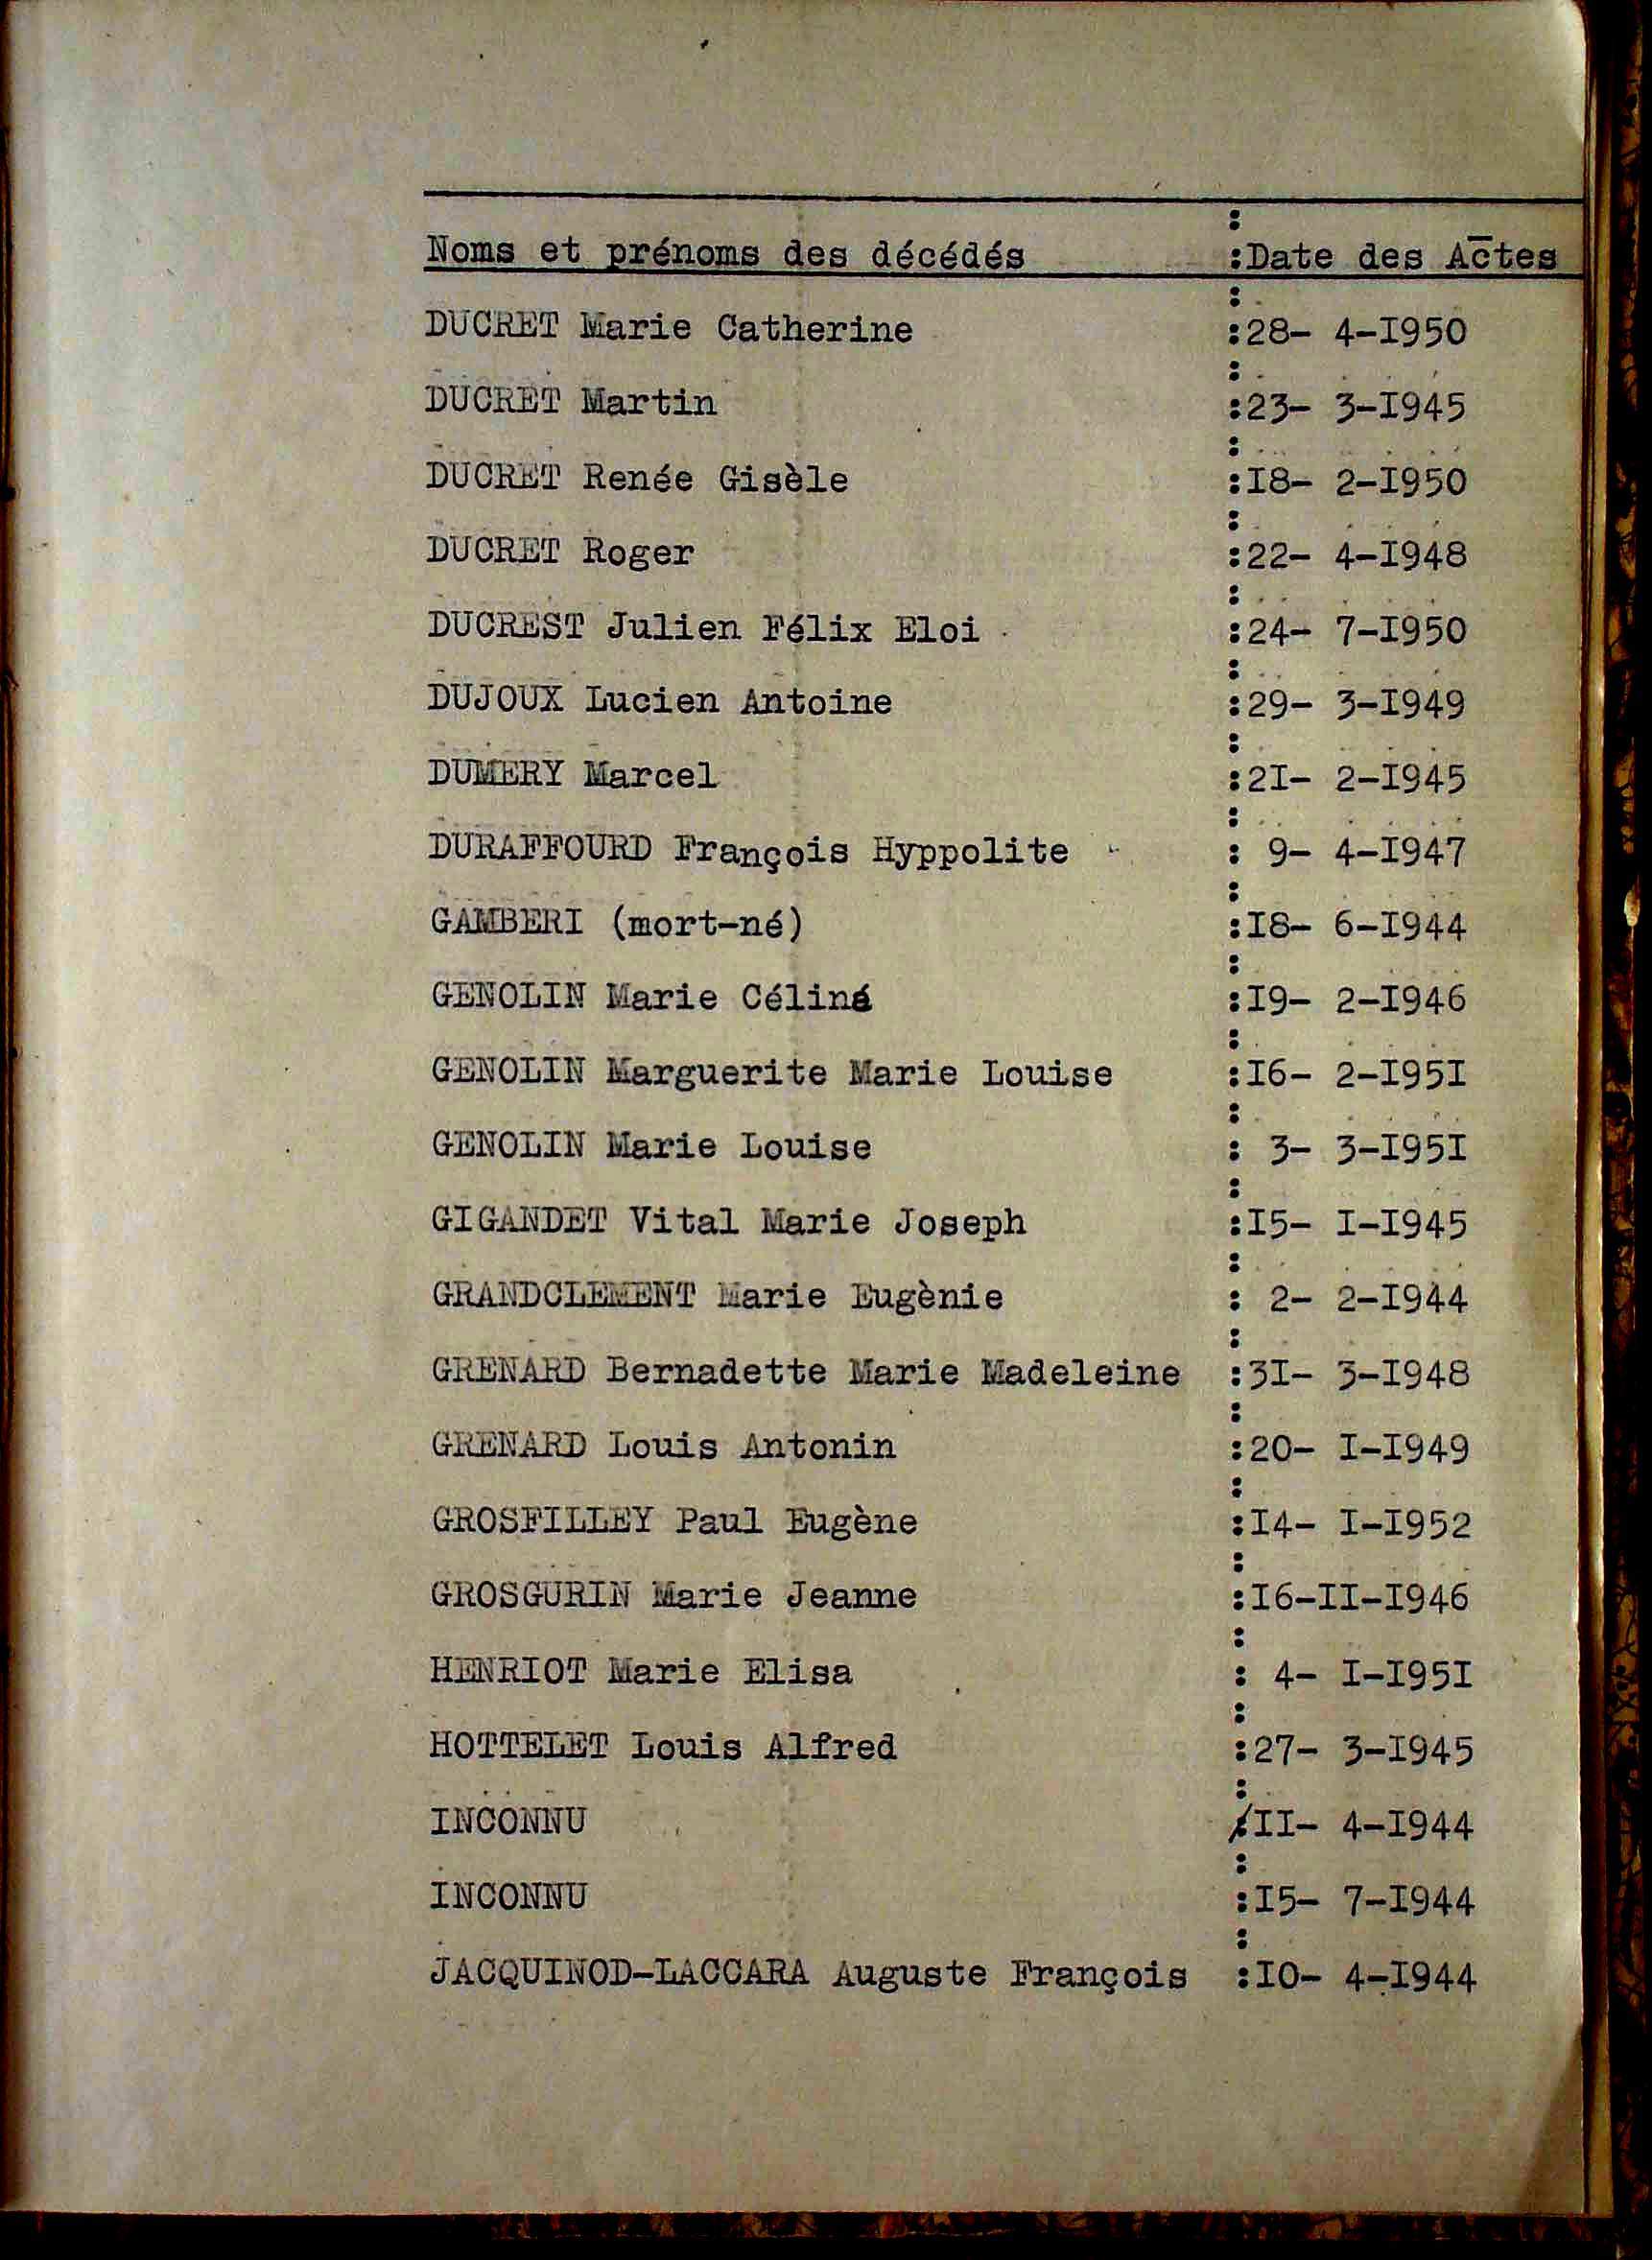 Noms et prénoms des décédés :Date des Actes
DUCRET Marie Catherine :28- 4-I950
DUCRET Martin :23- 3-I945
DUCRET Renée Gisèle :I8- 2-I950
DUCRET Roger :22- 4-I948
DUCREST Julien Félix Eloi :24- 7-I950
DUJOUX Lucien Antoine :29- 3-I949
DUMERY Marcel :2I- 2-I945
DURAFFOURD François Hyppolite : 9- 4-I947
GAMBERI (mort-né) :I8- 6-I944
GENOLIN Marie Céliné :I9- 2-I946
GENOLIN Marguerite Marie Louise :I6- 2-I95I
GENOLIN Marie Louise : 3- 3-I95I
GIGANDET Vital Marie Joseph :I5- I-I945
GRANDCLEMENT Marie Eugènie : 2- 2-I944
GRENARD Bernadette Marie Madeleine :3I- 3-I948
GRENARD Louis Antonin :20- I-I949
GROSFILLEY Paul Eugène :I4- I-I952
GROSGURIN Marie Jeanne :I6-II-I946
HENRIOT Marie Elisa : 4- I-I95I
HOTTELET Louis Alfred :27- 3-I945
INCONNU :II- 4-I944
INCONNU :I5- 7-I944
JACQUINOD-LACCARA Auguste François :IO- 4-I944